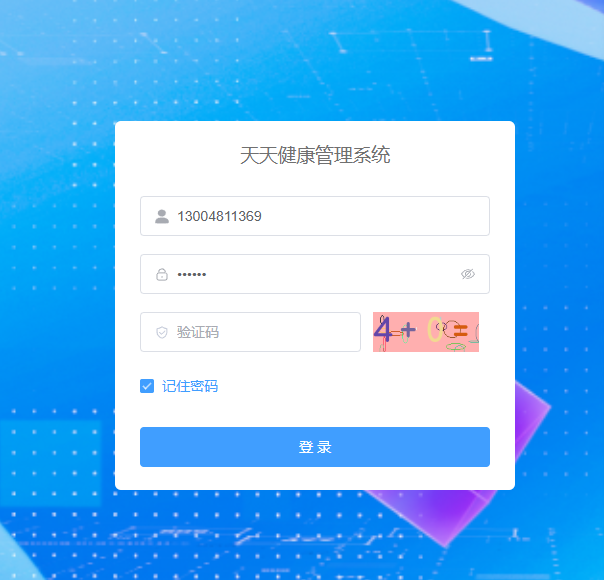 天天健康管理系统
13004811369
••••••
验证码
4 + 0 =
记住密码
登 录